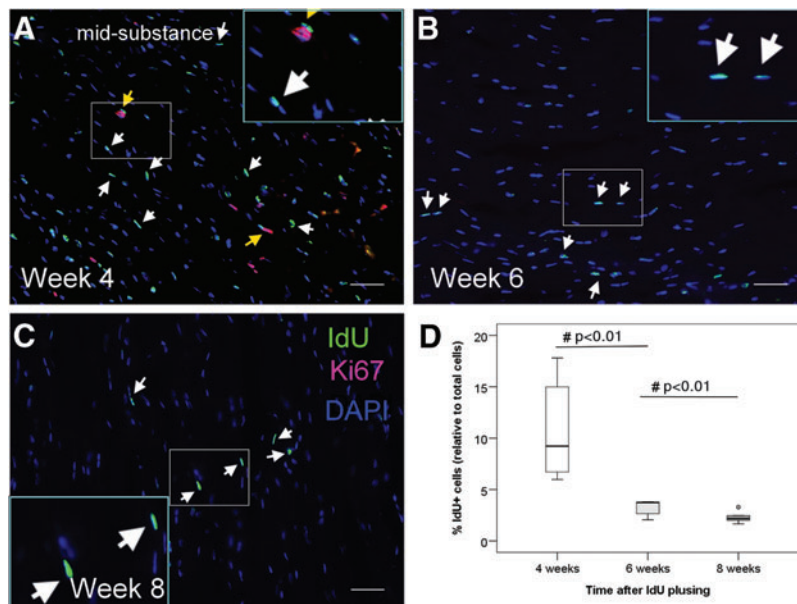 A
mid-substance
Week 4
B
Week 6
C
IdU
Ki67
DAPI
Week 8
D
# p<0.01
# p<0.01
% IdU+ cells (relative to total cells)
20
15
10
5
0
4 weeks
6 weeks
8 weeks
Time after IdU plusing